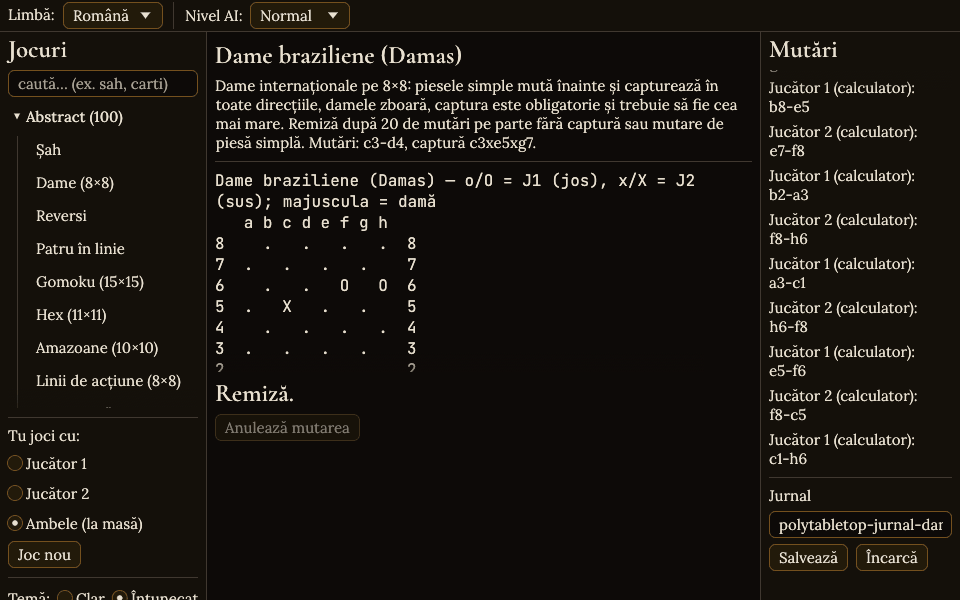 Limbă: Română ▼ Nivel AI: Normal ▼
Jocuri
caută... (ex. sah, carti)
▼ Abstract (100)
Șah
Dame (8×8)
Reversi
Patru în linie
Gomoku (15×15)
Hex (11×11)
Amazoane (10×10)
Linii de acțiune (8×8)
Tu joci cu:
Jucător 1
Jucător 2
Ambele (la masă)
Joc nou
Temă: Clar Întunecat
Dame braziliene (Damas)
Dame internaționale pe 8×8: piesele simple mută înainte și capturează în
toate direcțiile, damele zboară, captura este obligatorie și trebuie să fie cea
mai mare. Remiză după 20 de mutări pe parte fără captură sau mutare de
piesă simplă. Mutări: c3-d4, captură c3xe5xg7.
Dame braziliene (Damas) — o/O = J1 (jos), x/X = J2
(sus); majuscula = damă
a b c d e f g h
8 . . . . 8
7 . . . . 7
6 . . O O 6
5 . X . . 5
4 . . . . 4
3 . . . . 3
2 2
Remiză.
Anulează mutarea
Mutări
Jucător 1 (calculator):
b8-e5
Jucător 2 (calculator):
e7-f8
Jucător 1 (calculator):
b2-a3
Jucător 2 (calculator):
f8-h6
Jucător 1 (calculator):
a3-c1
Jucător 2 (calculator):
h6-f8
Jucător 1 (calculator):
e5-f6
Jucător 2 (calculator):
f8-c5
Jucător 1 (calculator):
c1-h6
Jurnal
polytabletop-jurnal-dar
Salvează Încarcă